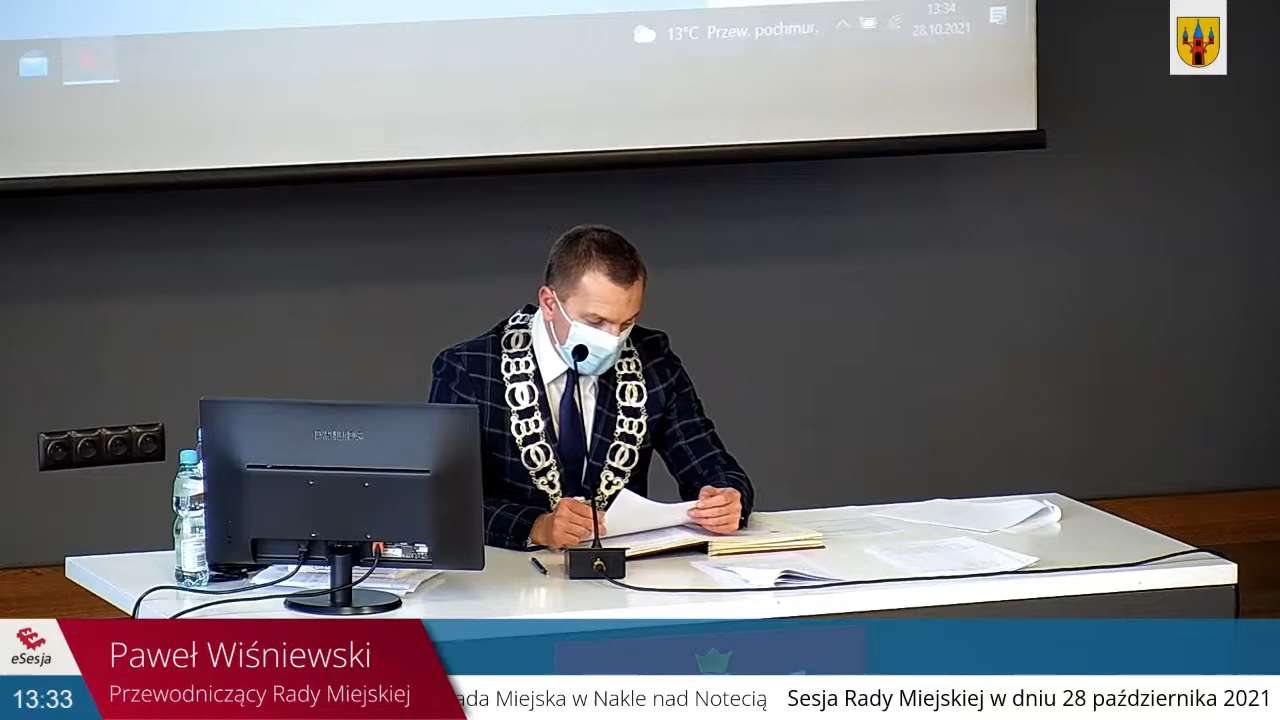 13:34
13°C Przew. pochmur.
28.10.2021
PHILIPS
eSesja
Paweł Wiśniewski
Przewodniczący Rady Miejskiej
13:33
ada Miejska w Nakle nad Notecią
Sesja Rady Miejskiej w dniu 28 października 2021